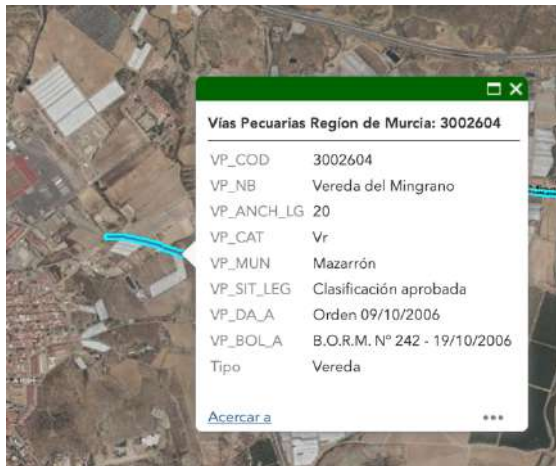 Vías Pecuarias Regíon de Murcia: 3002604
VP_COD 3002604
VP_NB Vereda del Mingrano
VP_ANCH_LG 20
VP_CAT Vr
VP_MUN Mazarrón
VP_SIT_LEG Clasificación aprobada
VP_DA_A Orden 09/10/2006
VP_BOL_A B.O.R.M. Nº 242 - 19/10/2006
Tipo Vereda
Acercar a